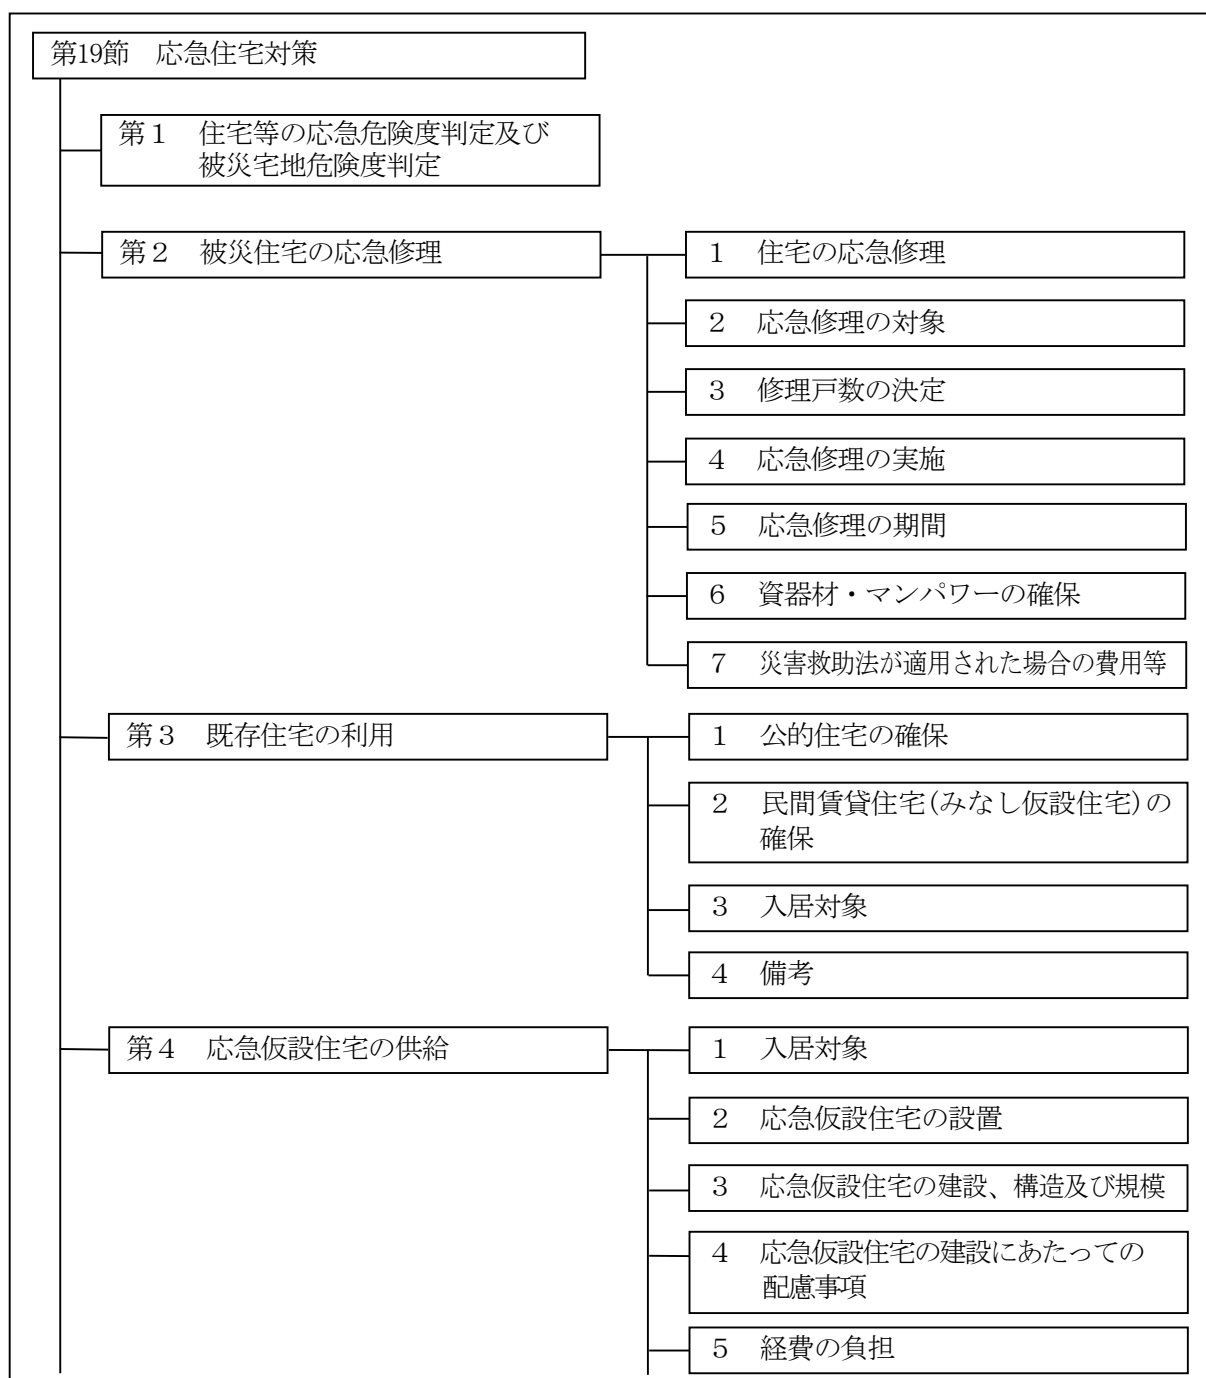 第19節　応急住宅対策
第１　住宅等の応急危険度判定及び
被災宅地危険度判定
第２　被災住宅の応急修理
１　住宅の応急修理
２　応急修理の対象
３　修理戸数の決定
４　応急修理の実施
５　応急修理の期間
６　資器材・マンパワーの確保
７　災害救助法が適用された場合の費用等
第３　既存住宅の利用
１　公的住宅の確保
２　民間賃貸住宅(みなし仮設住宅)の
確保
３　入居対象
４　備考
第４　応急仮設住宅の供給
１　入居対象
２　応急仮設住宅の設置
３　応急仮設住宅の建設、構造及び規模
４　応急仮設住宅の建設にあたっての
配慮事項
５　経費の負担